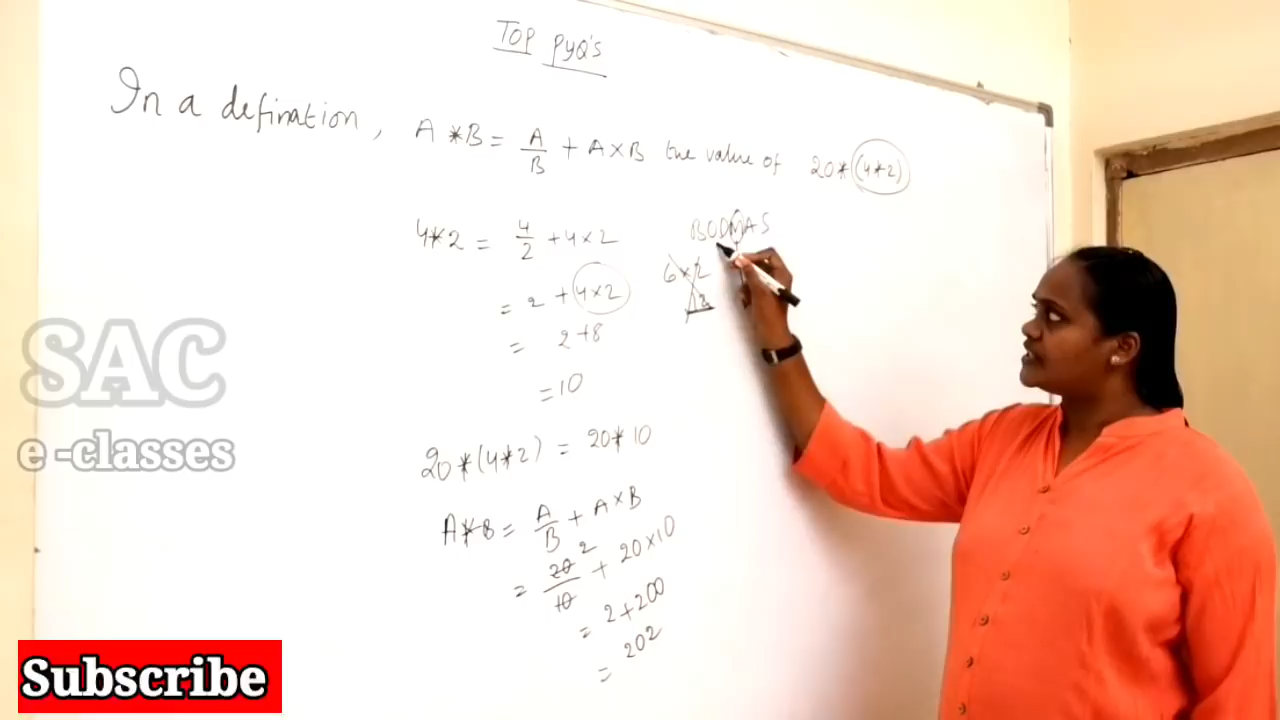 TOP PYQ'S
In a defination, A * B = A/B + A × B the value of 20 * (4 * 2)
4 * 2 = 4/2 + 4 × 2
= 2 + 4 × 2
= 2 + 8
= 10
BODMAS
6 × 2
12
20 * (4 * 2) = 20 * 10
A * B = A/B + A × B
= 20/10 2 + 20 × 10
= 2 + 200
= 202
SAC
e -classes
Subscribe